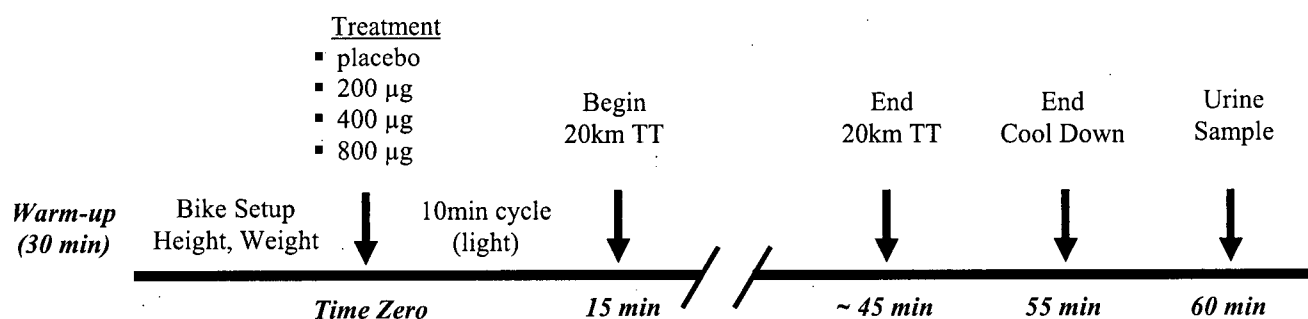 Treatment
▪ placebo
▪ 200 µg
▪ 400 µg
▪ 800 µg
Begin
20km TT
End
20km TT
End
Cool Down
Urine
Sample
Warm-up
(30 min)
Bike Setup
Height, Weight
10min cycle
(light)
Time Zero
15 min
~ 45 min
55 min
60 min